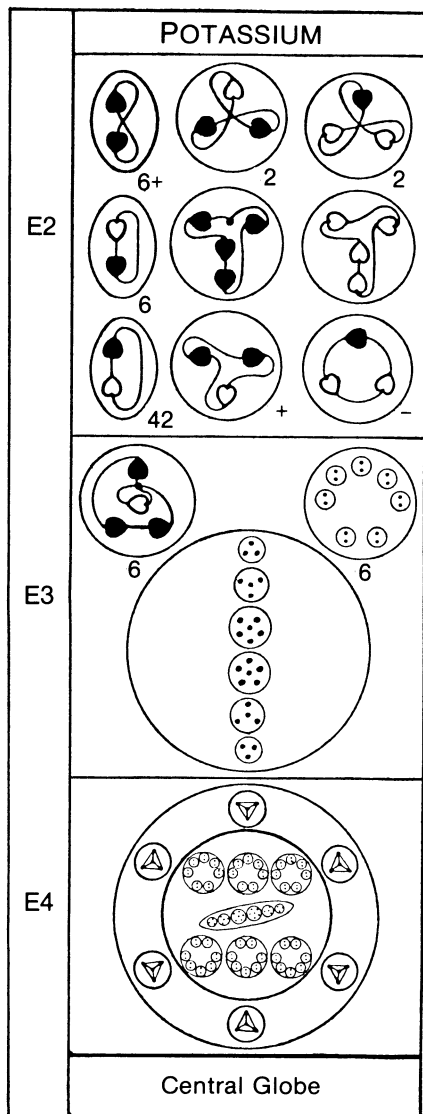 POTASSIUM
6+ 2 2
E2
6
42 + −
E3
6 6
E4
Central Globe